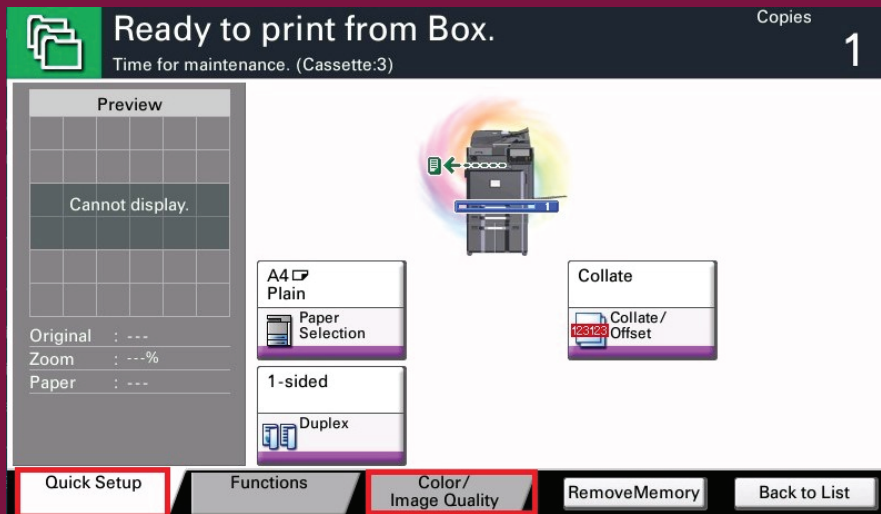 Ready to print from Box.
Time for maintenance. (Cassette:3)
Copies
1
Preview
Cannot display.
Original : ---
Zoom : ---%
Paper : ---
1
A4
Plain
Paper
Selection
Collate
123123
Collate/
Offset
1-sided
Duplex
Quick Setup
Functions
Color/
Image Quality
RemoveMemory
Back to List